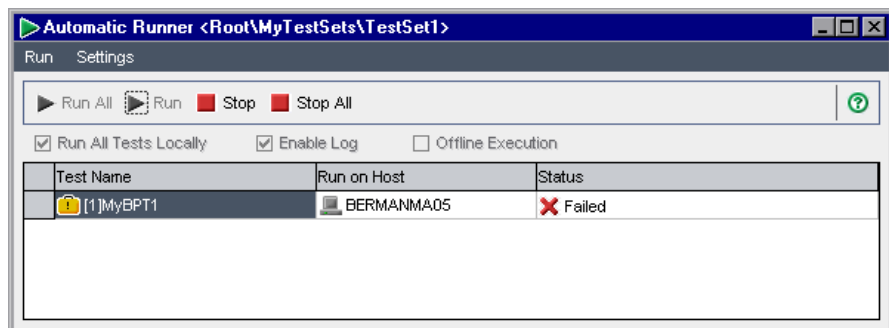 Automatic Runner <Root\MyTestSets\TestSet1>
Run Settings
Run All Run Stop Stop All
Run All Tests Locally Enable Log Offline Execution
Test Name Run on Host Status
[1]MyBPT1 BERMANMA05 Failed